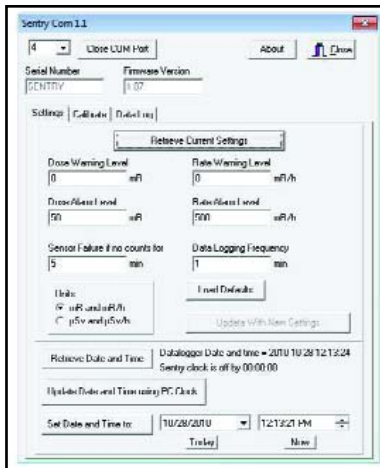 Sentry Com 1.1
4 Close COM Port About Close
Serial Number Firmware Version
SENTRY 1.07
Settings Calibrate Data Log
Retrieve Current Settings
Dose Warning Level Rate Warning Level
0 mR 0 mR/h
Dose Alarm Level Rate Alarm Level
50 mR 500 mR/h
Sensor Failure if no counts for Data Logging Frequency
5 min 1 min
Units Load Defaults
mR and mR/h
µSv and µSv/h Update With New Settings
Retrieve Date and Time Datalogger Date and time = 2010 10 28 12:13:24
Sentry clock is off by 00:00:00
Update Date and Time using PC Clock
Set Date and Time to: 10/28/2010 12:13:21 PM
Today Now